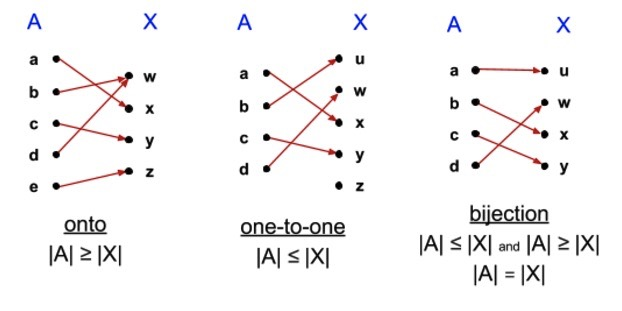 A X
a
b
c
d
e
w
x
y
z
onto
|A| ≥ |X|
A X
a
b
c
d
u
w
x
y
z
one-to-one
|A| ≤ |X|
A X
a
b
c
d
u
w
x
y
bijection
|A| ≤ |X| and |A| ≥ |X|
|A| = |X|